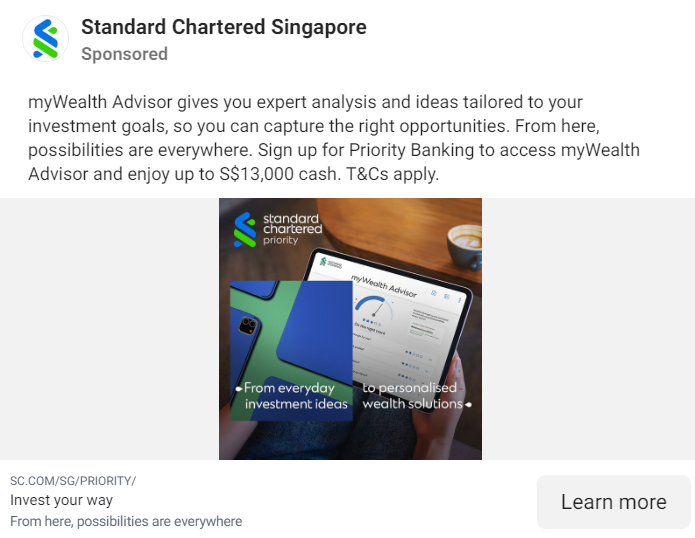 Standard Chartered Singapore
Sponsored
myWealth Advisor gives you expert analysis and ideas tailored to your
investment goals, so you can capture the right opportunities. From here,
possibilities are everywhere. Sign up for Priority Banking to access myWealth
Advisor and enjoy up to S$13,000 cash. T&Cs apply.
standard
chartered
priority
myWealth Advisor
From everyday
investment ideas
to personalised
wealth solutions
SC.COM/SG/PRIORITY/
Invest your way
From here, possibilities are everywhere
Learn more